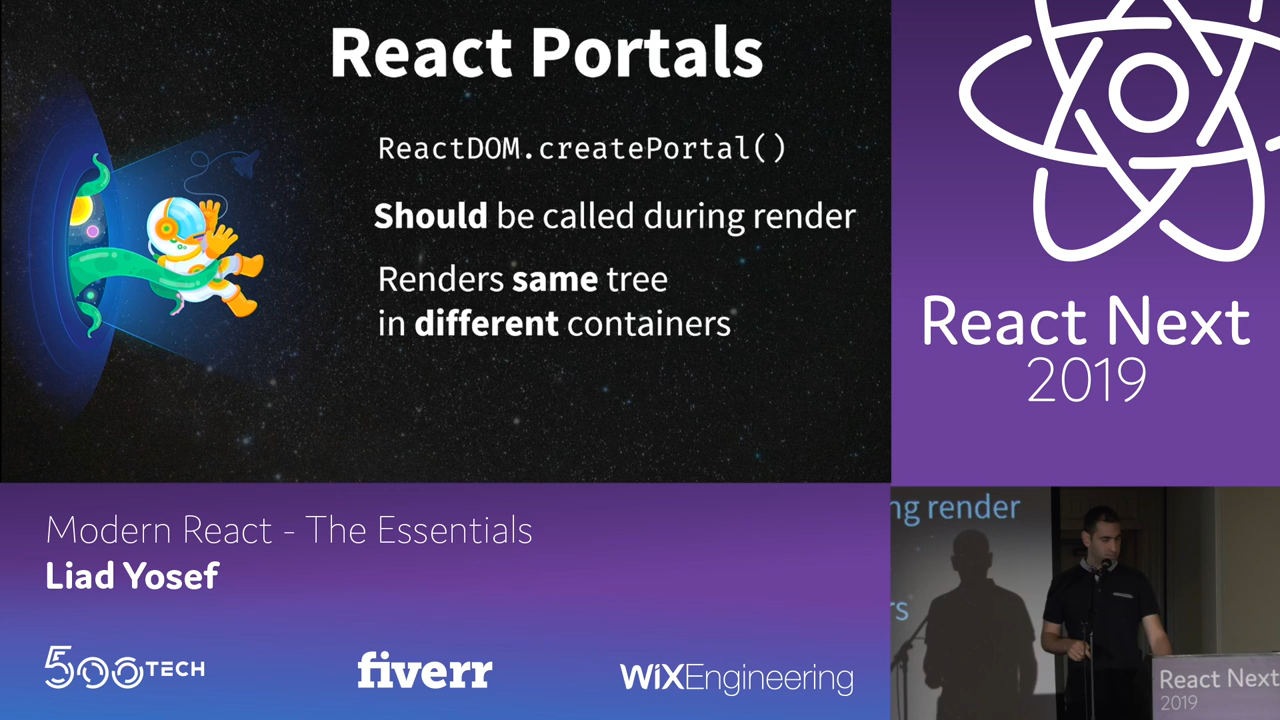 React Portals
ReactDOM.createPortal()
Should be called during render
Renders same tree
in different containers
React Next
2019
Modern React - The Essentials
Liad Yosef
500TECH
fiverr
WiXEngineering
ng render
rs
React Next
2019